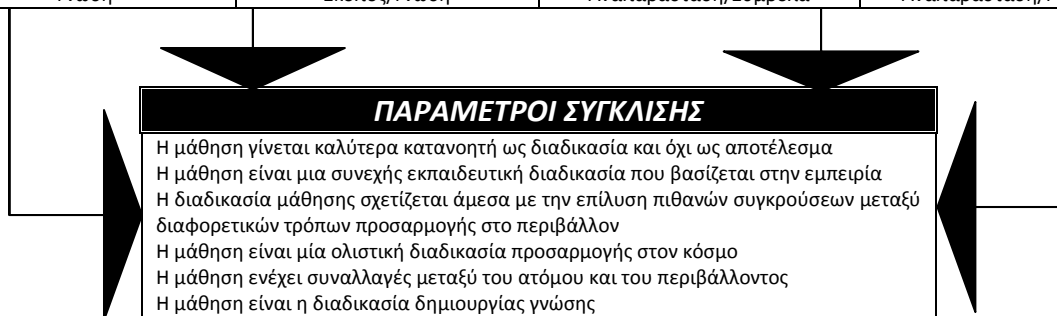 ΠΑΡΑΜΕΤΡΟΙ ΣΥΓΚΛΙΣΗΣ
Η μάθηση γίνεται καλύτερα κατανοητή ως διαδικασία και όχι ως αποτέλεσμα
Η μάθηση είναι μια συνεχής εκπαιδευτική διαδικασία που βασίζεται στην εμπειρία
Η διαδικασία μάθησης σχετίζεται άμεσα με την επίλυση πιθανών συγκρούσεων μεταξύ
διαφορετικών τρόπων προσαρμογής στο περιβάλλον
Η μάθηση είναι μία ολιστική διαδικασία προσαρμογής στον κόσμο
Η μάθηση ενέχει συναλλαγές μεταξύ του ατόμου και του περιβάλλοντος
Η μάθηση είναι η διαδικασία δημιουργίας γνώσης